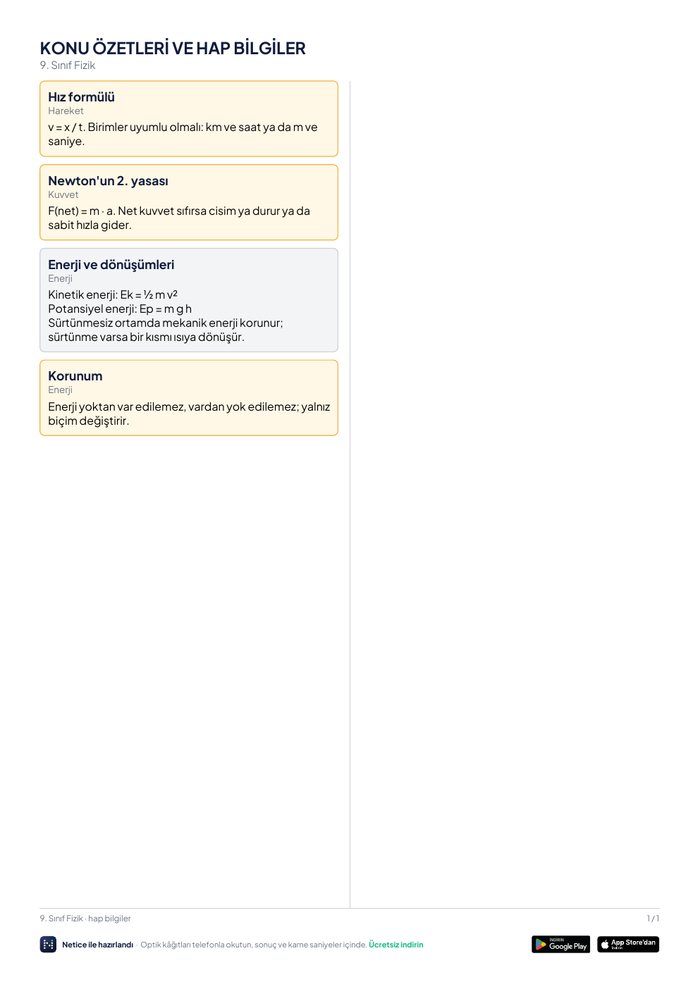 KONU ÖZETLERİ VE HAP BİLGİLER
9. Sınıf Fizik
Hız formülü
Hareket
v = x / t. Birimler uyumlu olmalı: km ve saat ya da m ve
saniye.
Newton'un 2. yasası
Kuvvet
F(net) = m · a. Net kuvvet sıfırsa cisim ya durur ya da
sabit hızla gider.
Enerji ve dönüşümleri
Enerji
Kinetik enerji: Ek = ½ m v²
Potansiyel enerji: Ep = m g h
Sürtünmesiz ortamda mekanik enerji korunur;
sürtünme varsa bir kısmı ısıya dönüşür.
Korunum
Enerji
Enerji yoktan var edilemez, vardan yok edilemez; yalnız
biçim değiştirir.
9. Sınıf Fizik · hap bilgiler
1 / 1
Netice ile hazırlandı · Optik kâğıtları telefonla okutun, sonuç ve karne saniyeler içinde. Ücretsiz indirin
İNDİRİN
Google Play
App Store'dan
İndirin